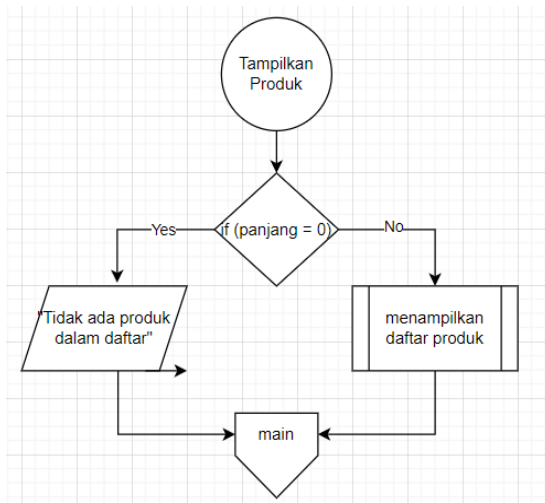 Tampilkan
Produk
if (panjang = 0)
Yes
No
"Tidak ada produk
dalam daftar"
menampilkan
daftar produk
main